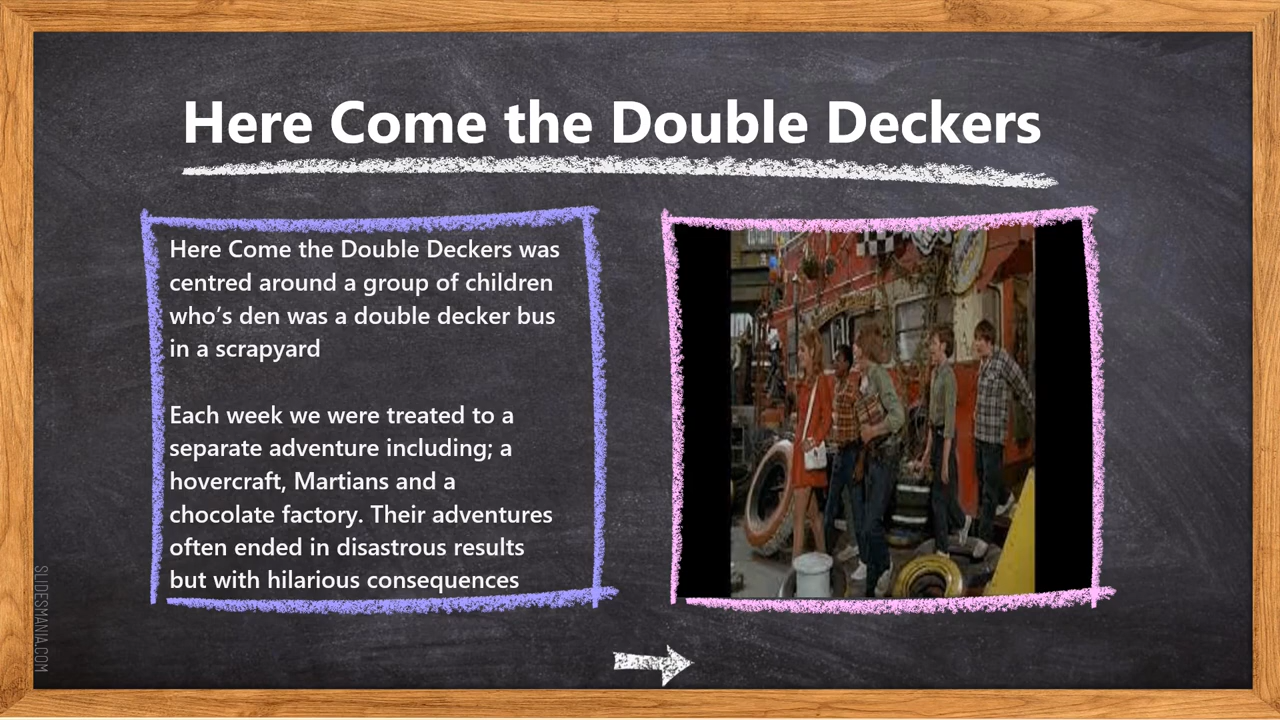 Here Come the Double Deckers
Here Come the Double Deckers was
centred around a group of children
who’s den was a double decker bus
in a scrapyard
Each week we were treated to a
separate adventure including; a
hovercraft, Martians and a
chocolate factory. Their adventures
often ended in disastrous results
but with hilarious consequences
SLIDESMANIA.COM